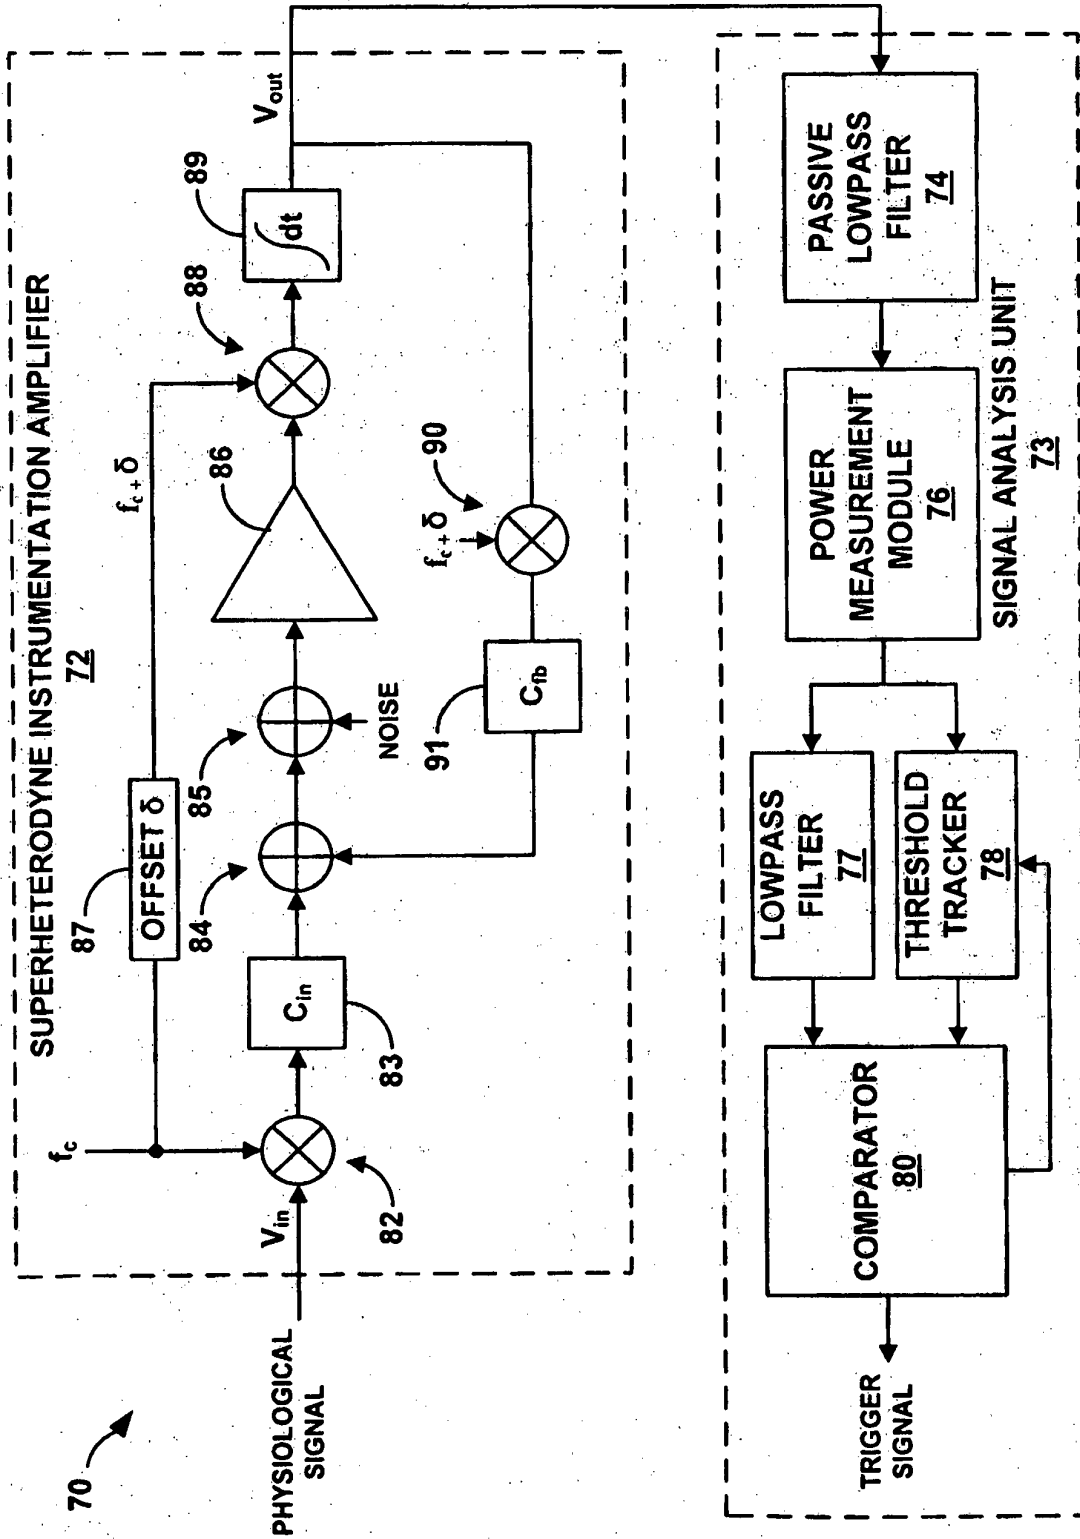 70
SUPERHETERODYNE INSTRUMENTATION AMPLIFIER
72
fc
87
OFFSET δ
fc+δ
PHYSIOLOGICAL
SIGNAL
Vin
82
Cin
83
84
85
NOISE
86
88
∫dt
89
Vout
fc+δ
90
Cfb
91
TRIGGER
SIGNAL
COMPARATOR
80
LOWPASS
FILTER
77
THRESHOLD
TRACKER
78
POWER
MEASUREMENT
MODULE
76
PASSIVE
LOWPASS
FILTER
74
SIGNAL ANALYSIS UNIT
73